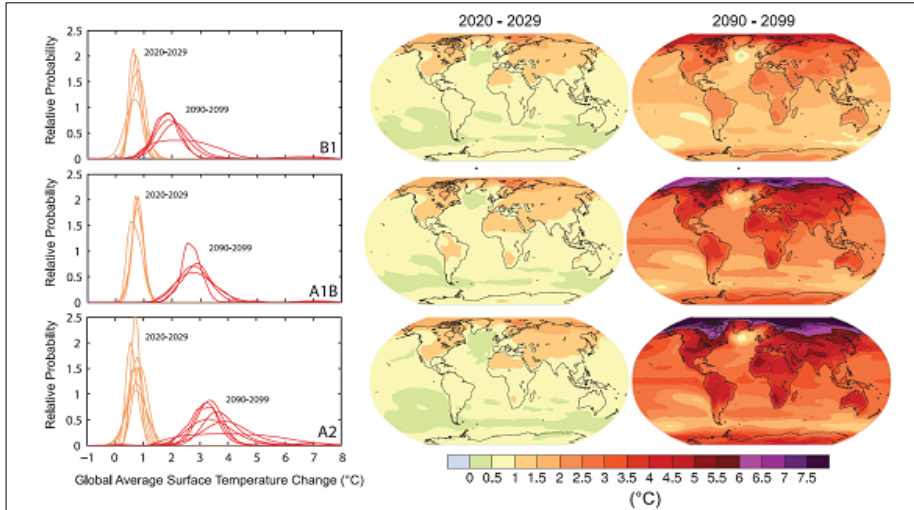 2020 - 2029
2090 - 2099
Relative Probability
2.5
2
1.5
1
0.5
0
2020-2029
2090-2099
B1
Relative Probability
2.5
2
1.5
1
0.5
0
2020-2029
2090-2099
A1B
Relative Probability
2.5
2
1.5
1
0.5
0
2020-2029
2090-2099
A2
−1 0 1 2 3 4 5 6 7 8
Global Average Surface Temperature Change (°C)
0 0.5 1 1.5 2 2.5 3 3.5 4 4.5 5 5.5 6 6.5 7 7.5
(°C)